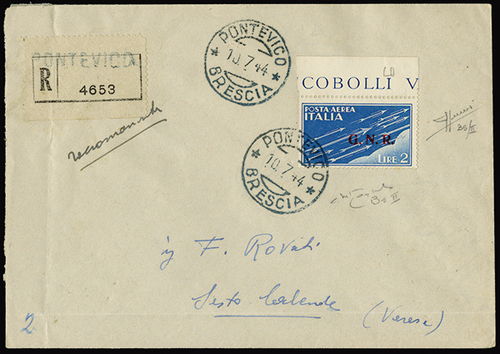 PONTEVICO
R
4653
PONTEVICO
10.7.44
BRESCIA
COBOLLI V
POSTA AEREA
ITALIA
G.N.R.
LIRE 2
PONTEVICO
10.7.44
BRESCIA
F. Rovati
Sesto Calende
(Varese)
2